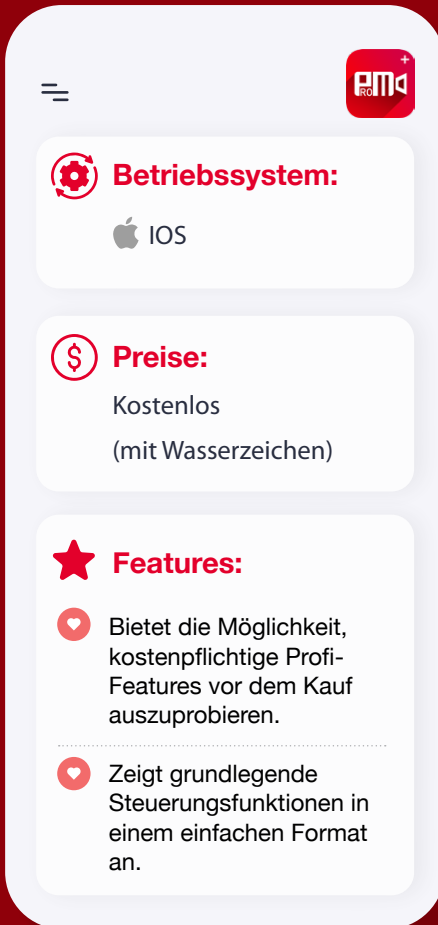 PROM+
Betriebssystem:
IOS
Preise:
Kostenlos
(mit Wasserzeichen)
Features:
Bietet die Möglichkeit,
kostenpflichtige Profi-
Features vor dem Kauf
auszuprobieren.
Zeigt grundlegende
Steuerungsfunktionen in
einem einfachen Format
an.